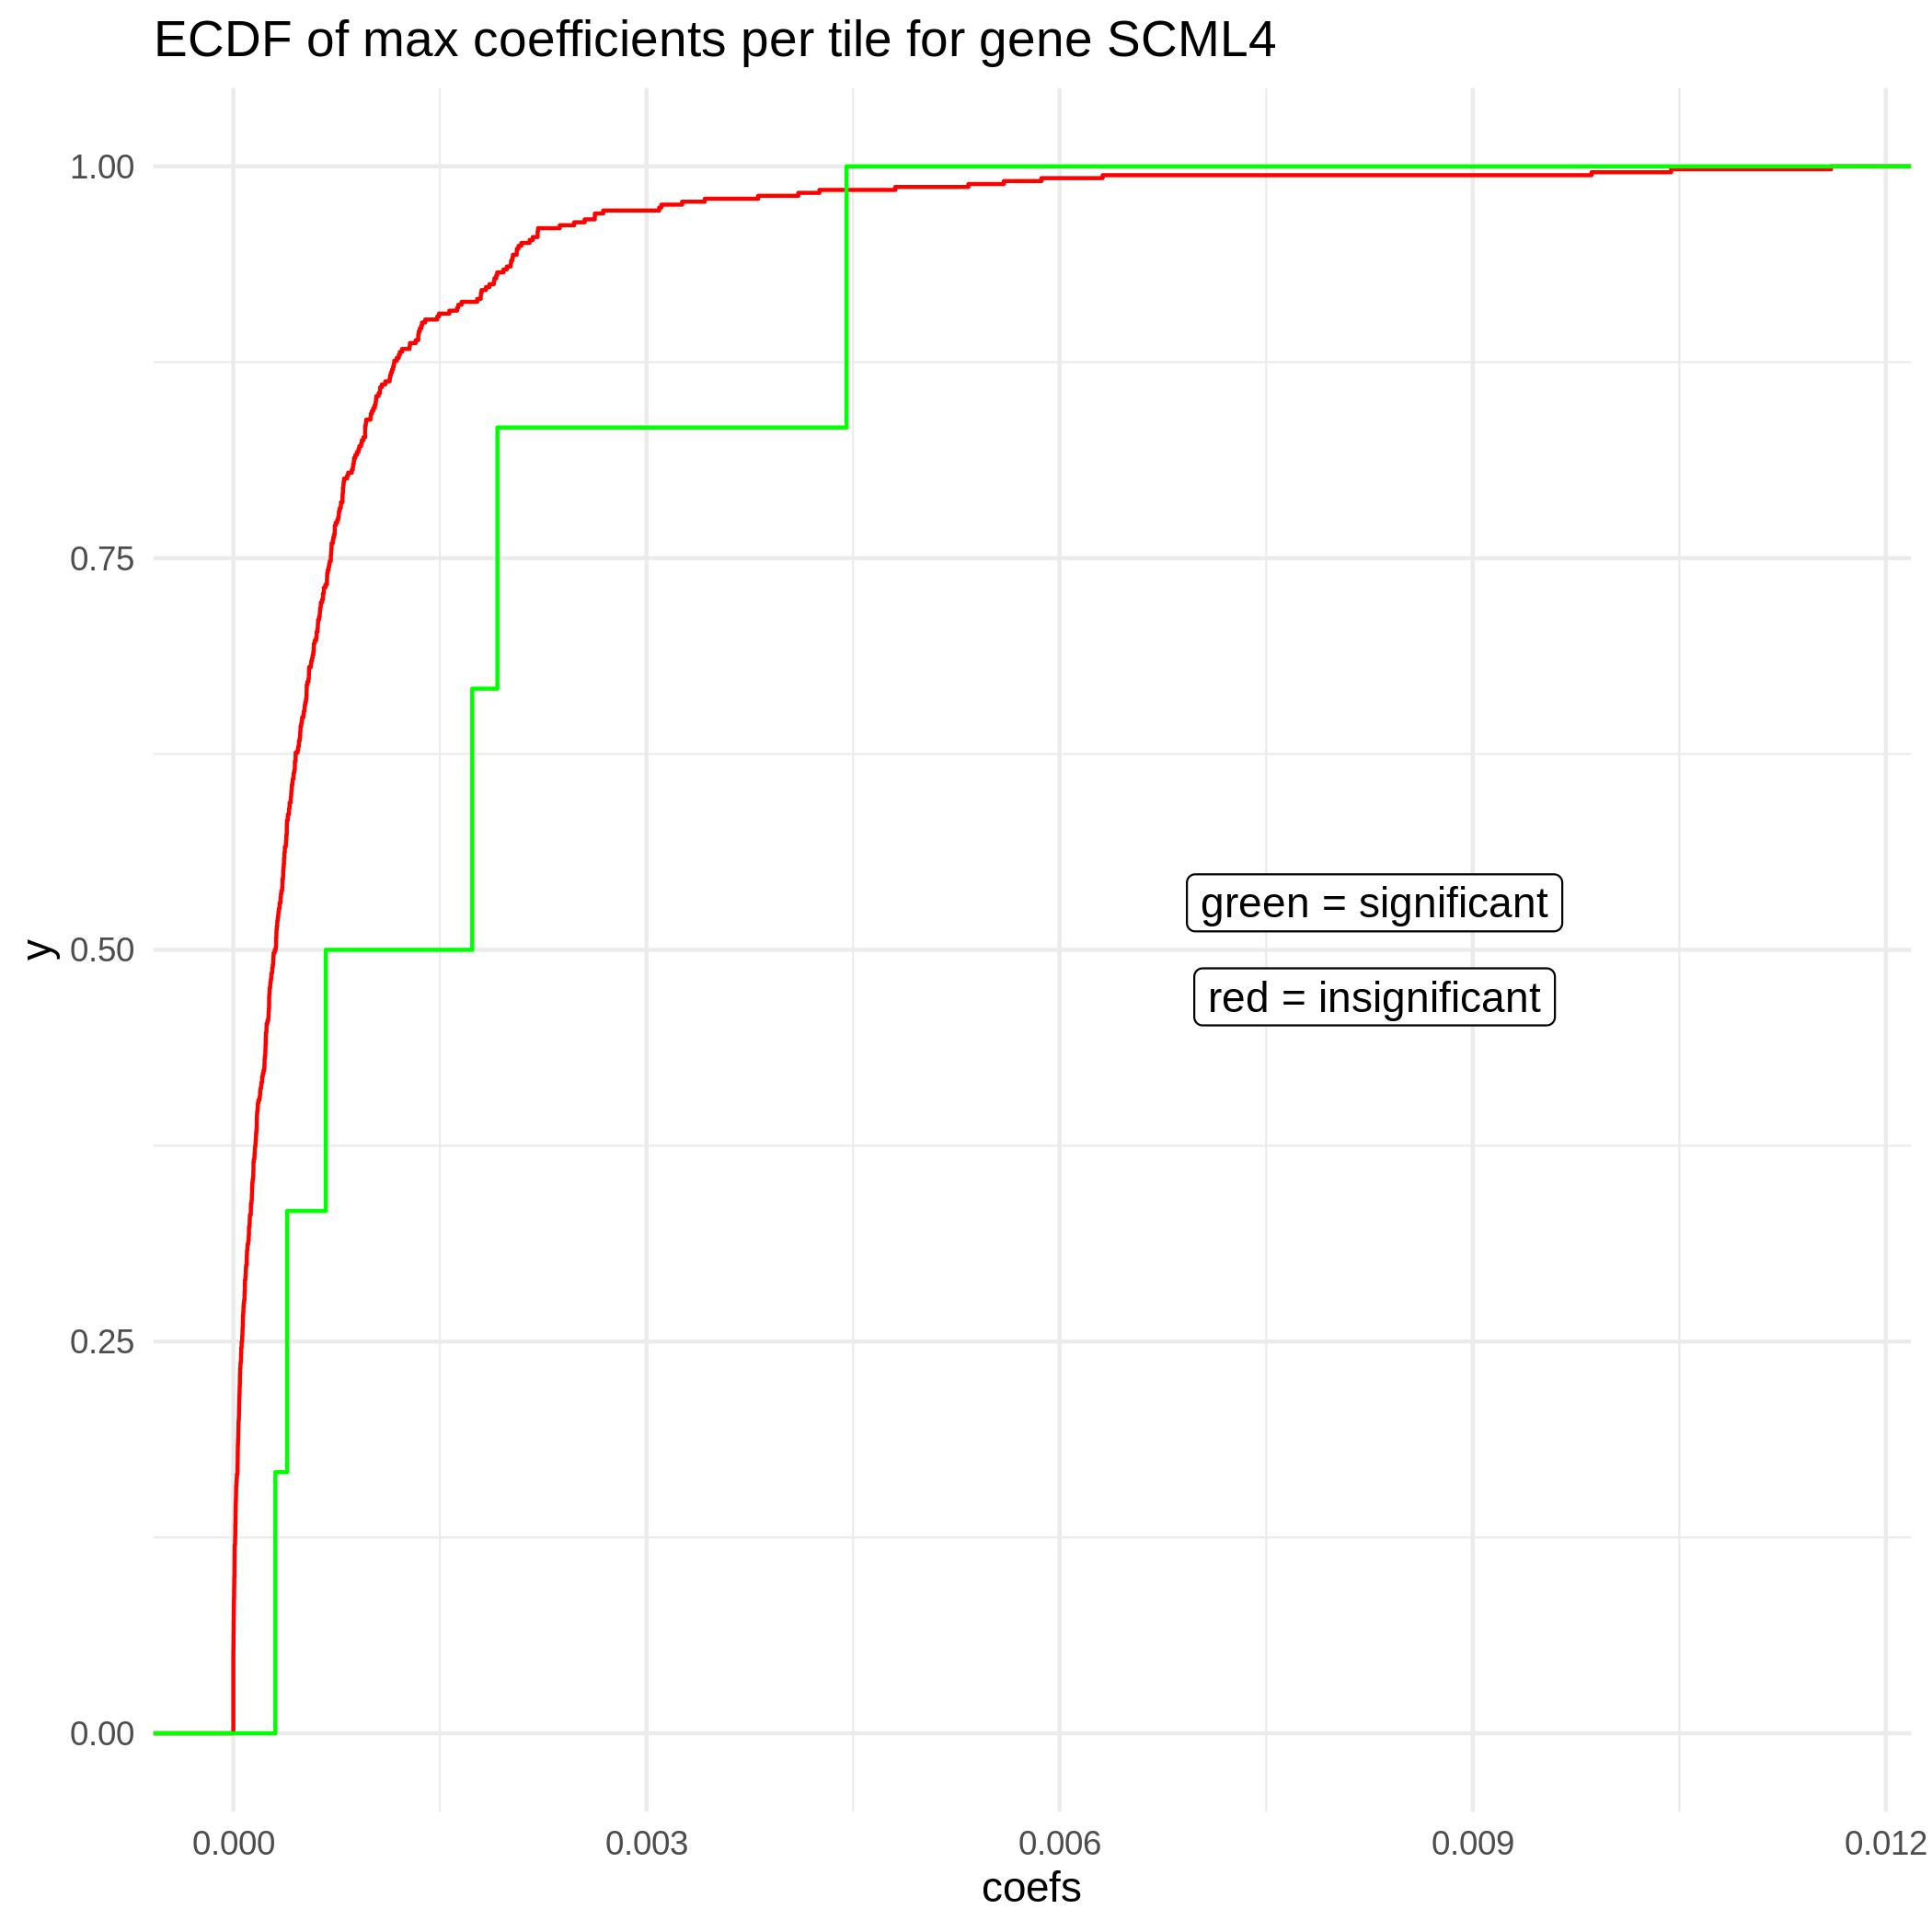 ECDF of max coefficients per tile for gene SCML4
1.00
0.75
0.50
0.25
0.00
y
green = significant
red = insignificant
0.000 0.003 0.006 0.009 0.012
coefs